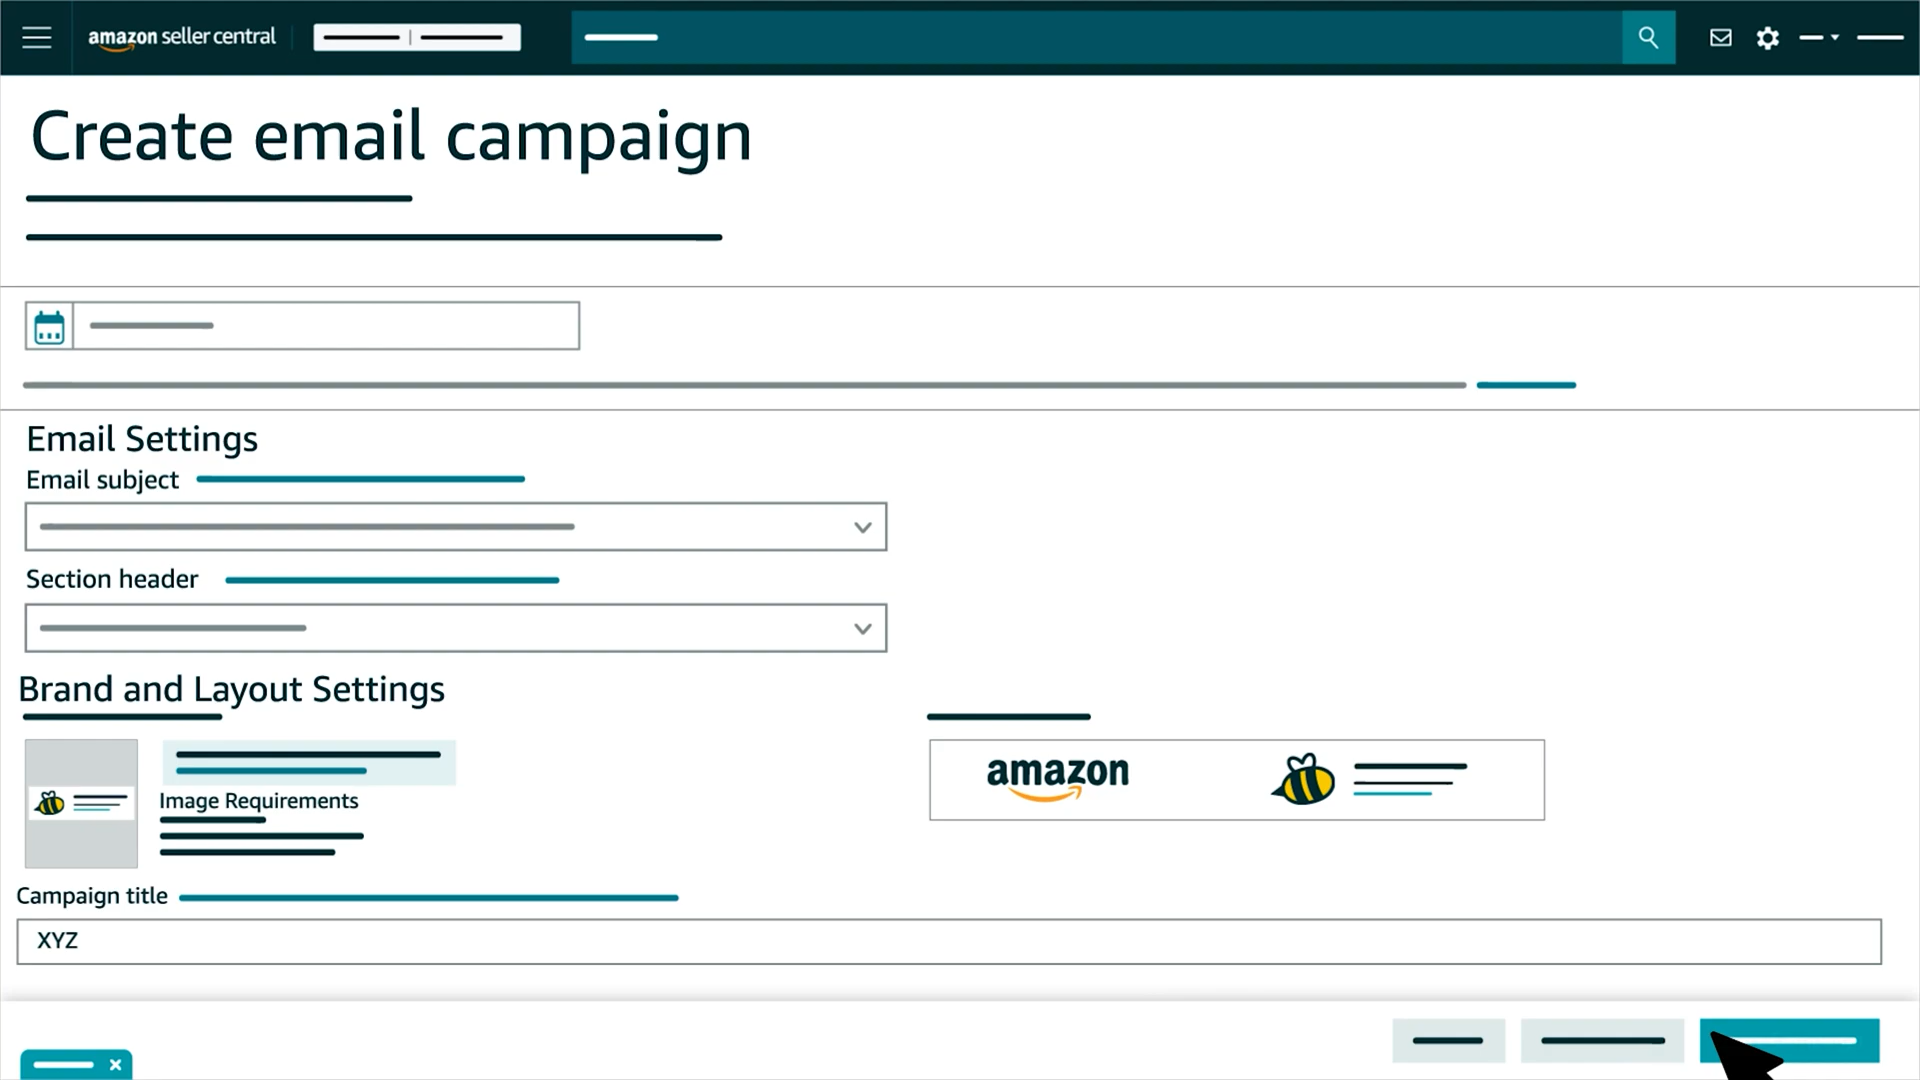 amazon seller central
Create email campaign
Email Settings
Email subject
Section header
Brand and Layout Settings
Image Requirements
amazon
Campaign title
XYZ